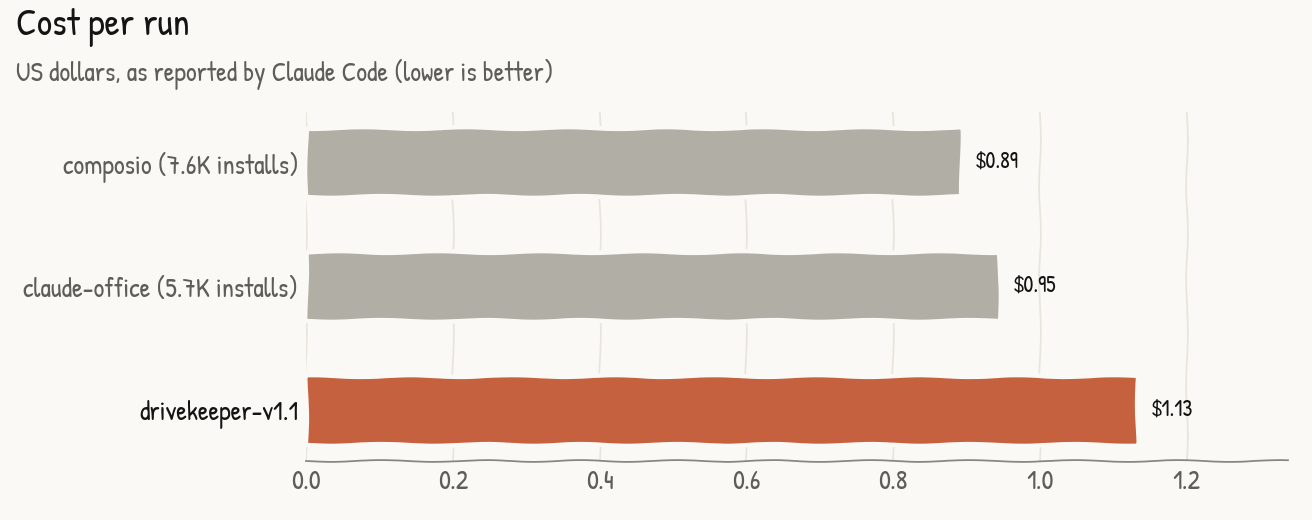 Cost per run
US dollars, as reported by Claude Code (lower is better)
composio (7.6K installs)
$0.89
claude-office (5.7K installs)
$0.95
drivekeeper-v1.1
$1.13
0.0 0.2 0.4 0.6 0.8 1.0 1.2